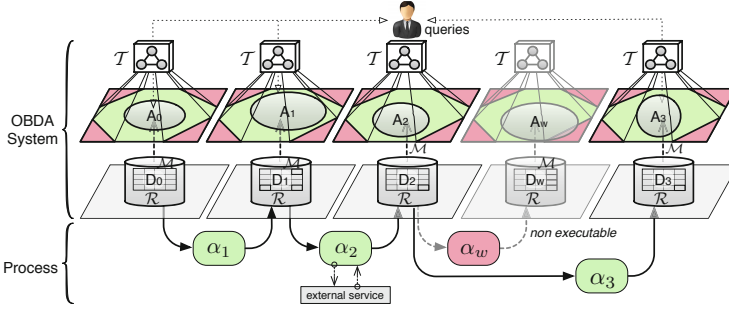 queries
𝒯 𝒯 𝒯 𝒯 𝒯
OBDA
System
A0 A1 A2 Aw A3
ℳ ℳ ℳ ℳ ℳ
D0 D1 D2 Dw D3
ℛ ℛ ℛ ℛ ℛ
non executable
Process
α1 α2 αw α3
external service